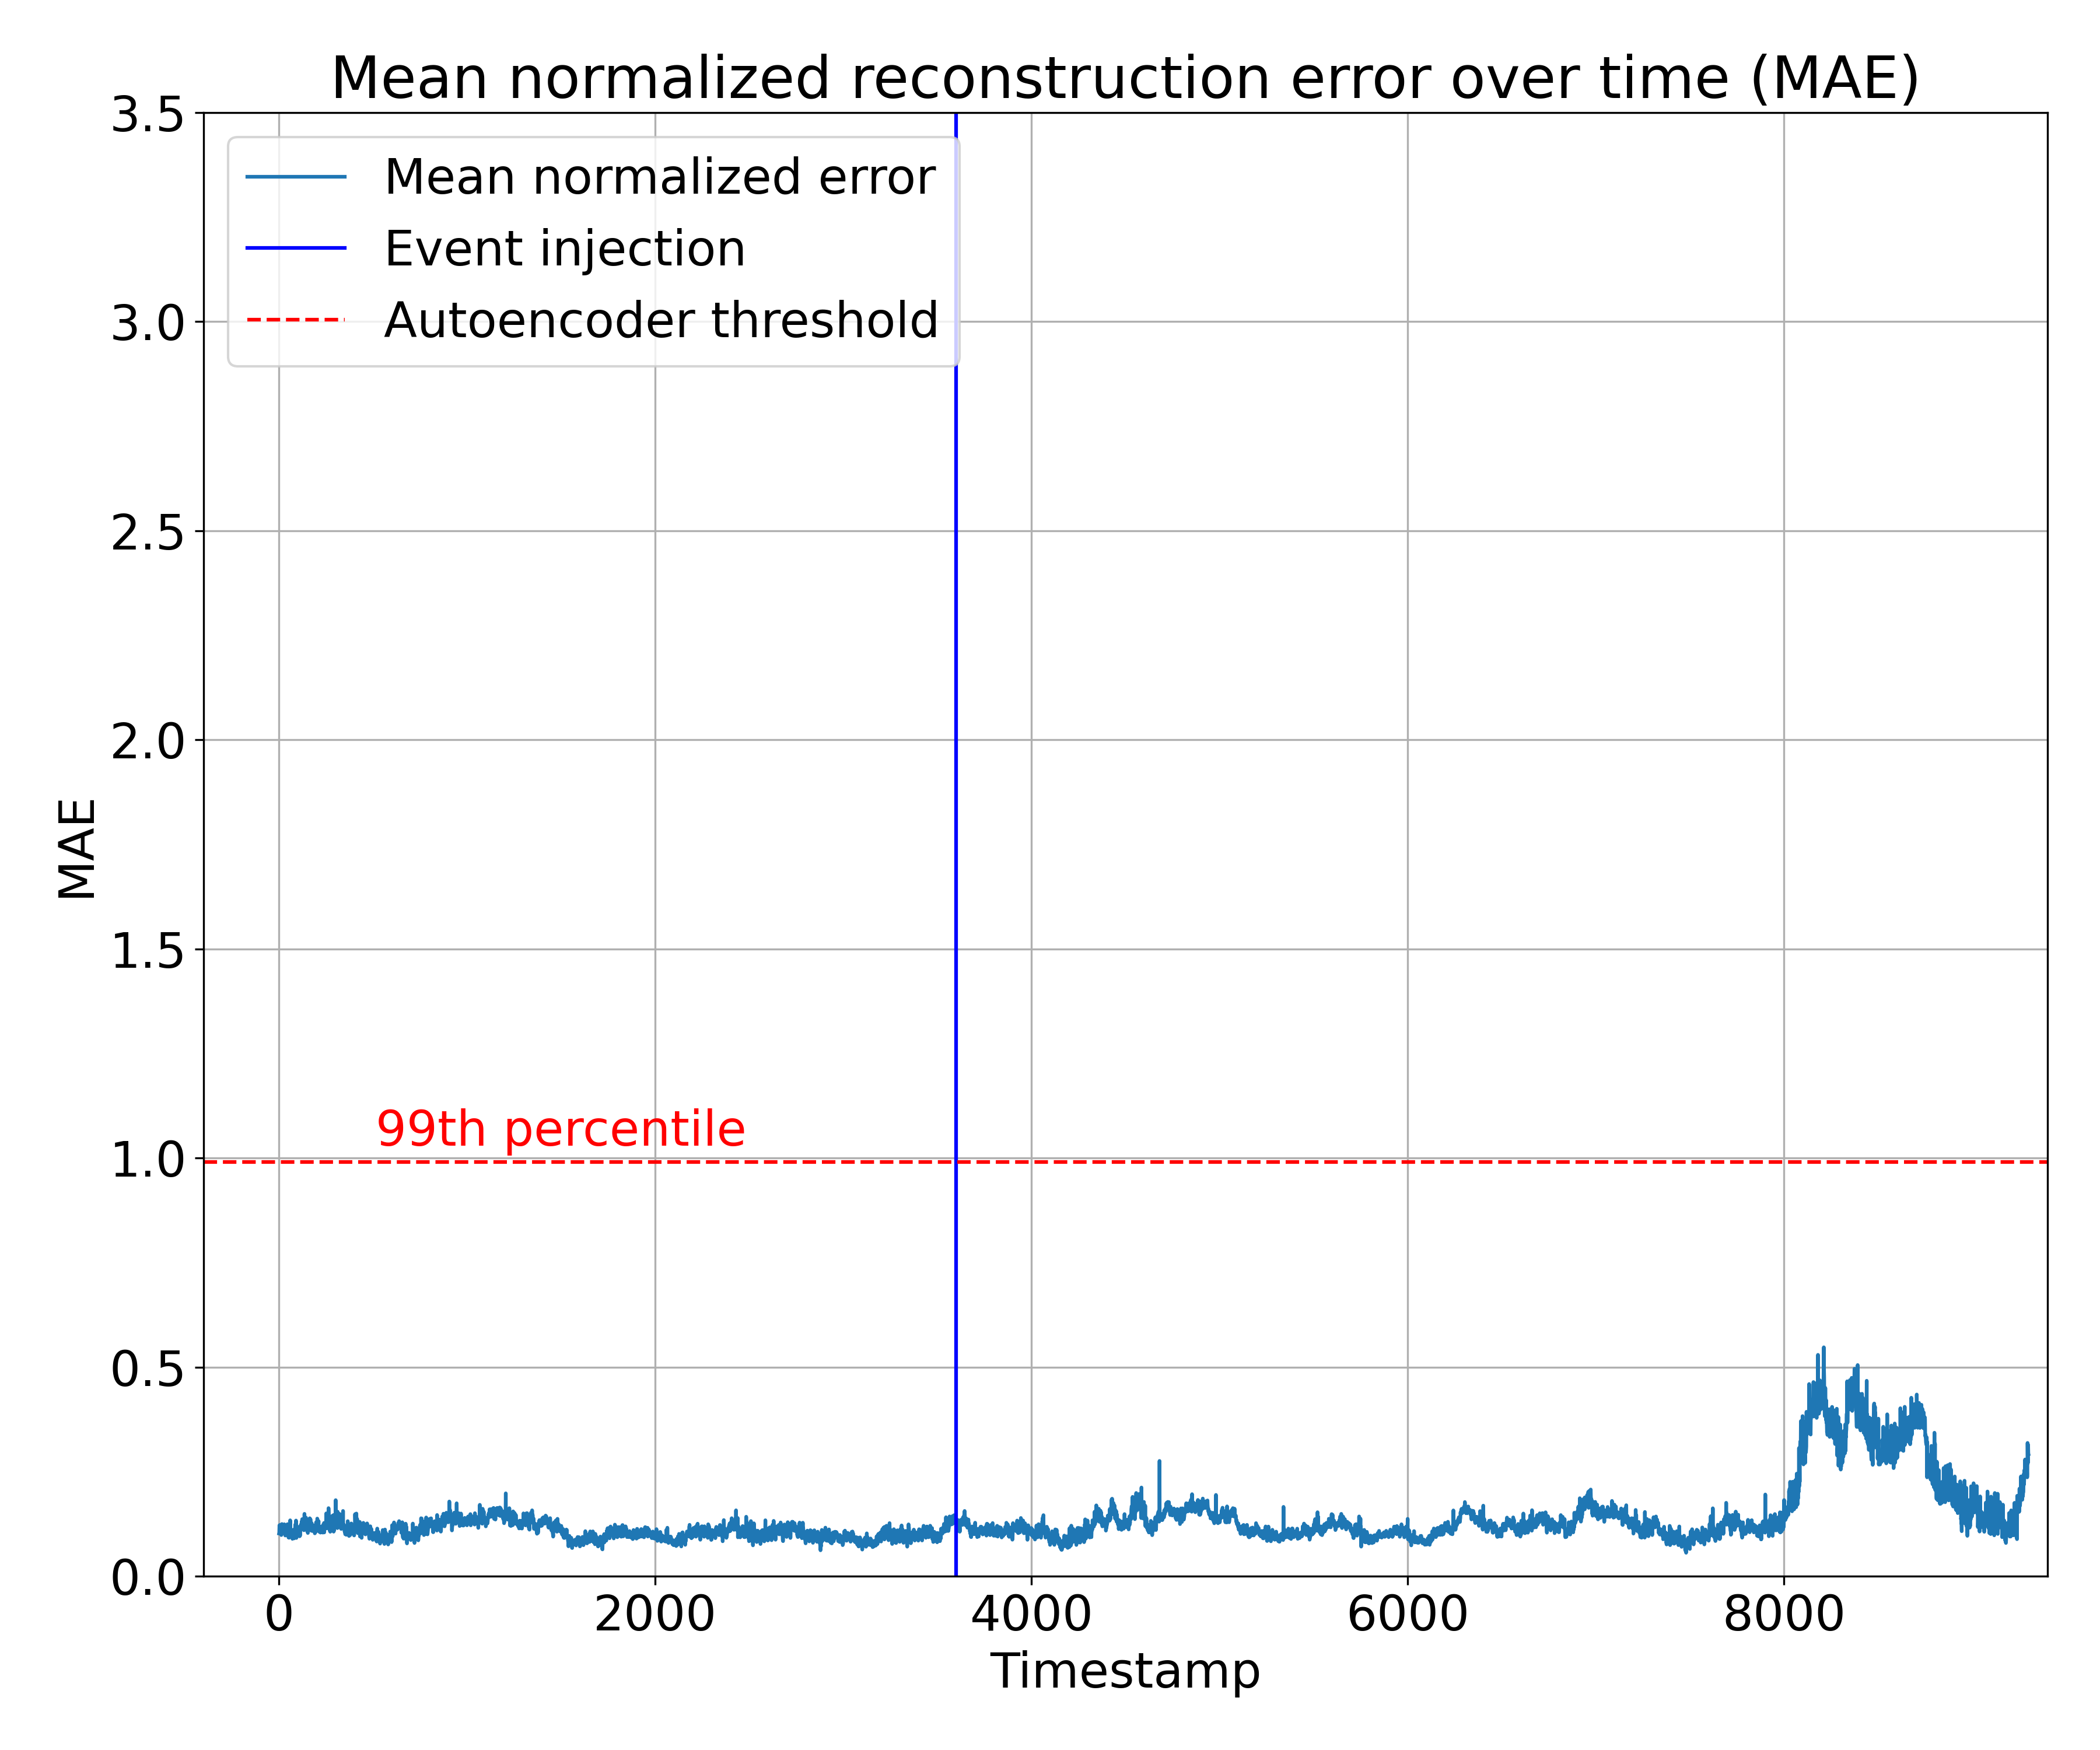 Mean normalized reconstruction error over time (MAE)
3.5
3.0
2.5
2.0
1.5
1.0
0.5
0.0
MAE
Mean normalized error
Event injection
Autoencoder threshold
99th percentile
0 2000 4000 6000 8000
Timestamp